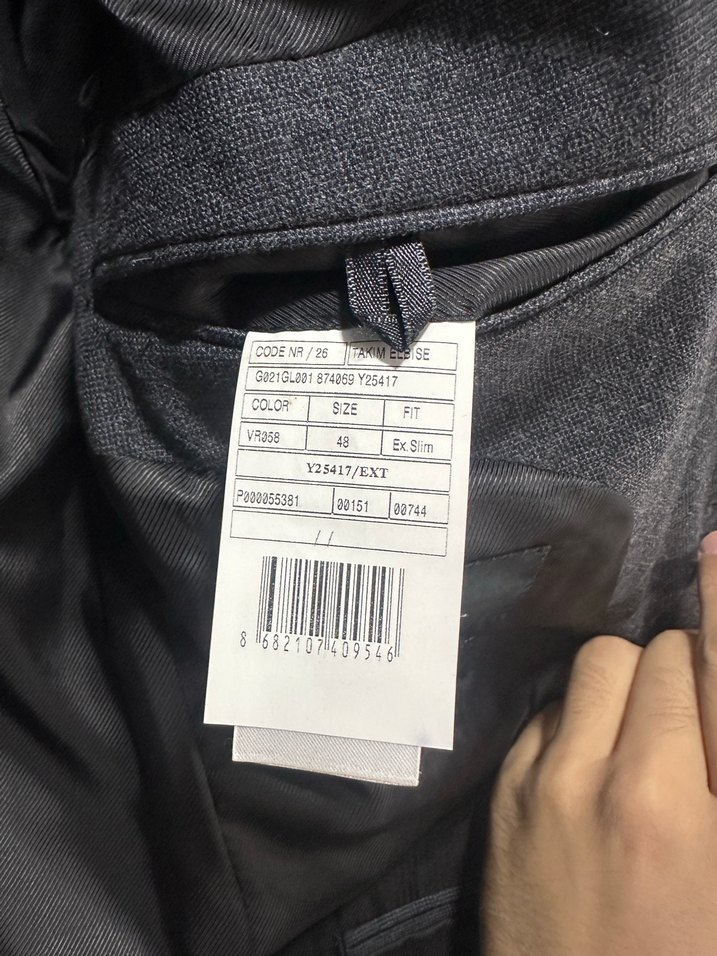 CODE NR / 26 TAKIM ELBISE
G021GL001 874069 Y25417
COLOR SIZE FIT
VR058 48 Ex.Slim
Y25417/EXT
P000055381 00151 00744
/ /
8 682107 409546